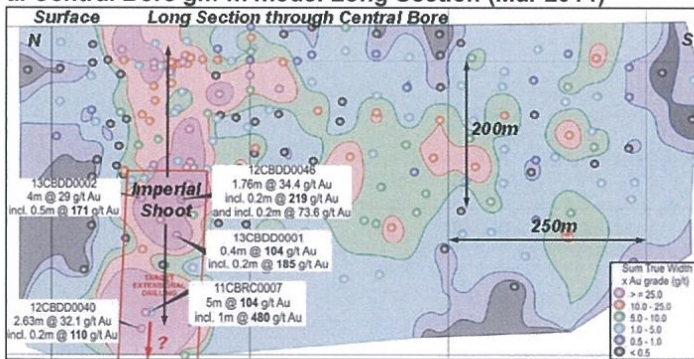 Surface
Long Section through Central Bore
N
S
200m
250m
Imperial
Shoot
13CBDD0002
4m @ 29 g/t Au
incl. 0.5m @ 171 g/t Au
12CBDD0046
1.76m @ 34.4 g/t Au
incl. 0.2m @ 219 g/t Au
and incl. 0.2m @ 73.6 g/t Au
13CBDD0001
0.4m @ 104 g/t Au
incl. 0.2m @ 185 g/t Au
TARGET
EXTENSIONAL
DRILLING
11CBRC0007
5m @ 104 g/t Au
incl. 1m @ 480 g/t Au
12CBDD0040
2.63m @ 32.1 g/t Au
incl. 0.2m @ 110 g/t Au
?
Sum True Width
x Au grade (g/t)
> = 25.0
10.0 - 25.0
5.0 - 10.0
1.0 - 5.0
0.5 - 1.0
< 0.5